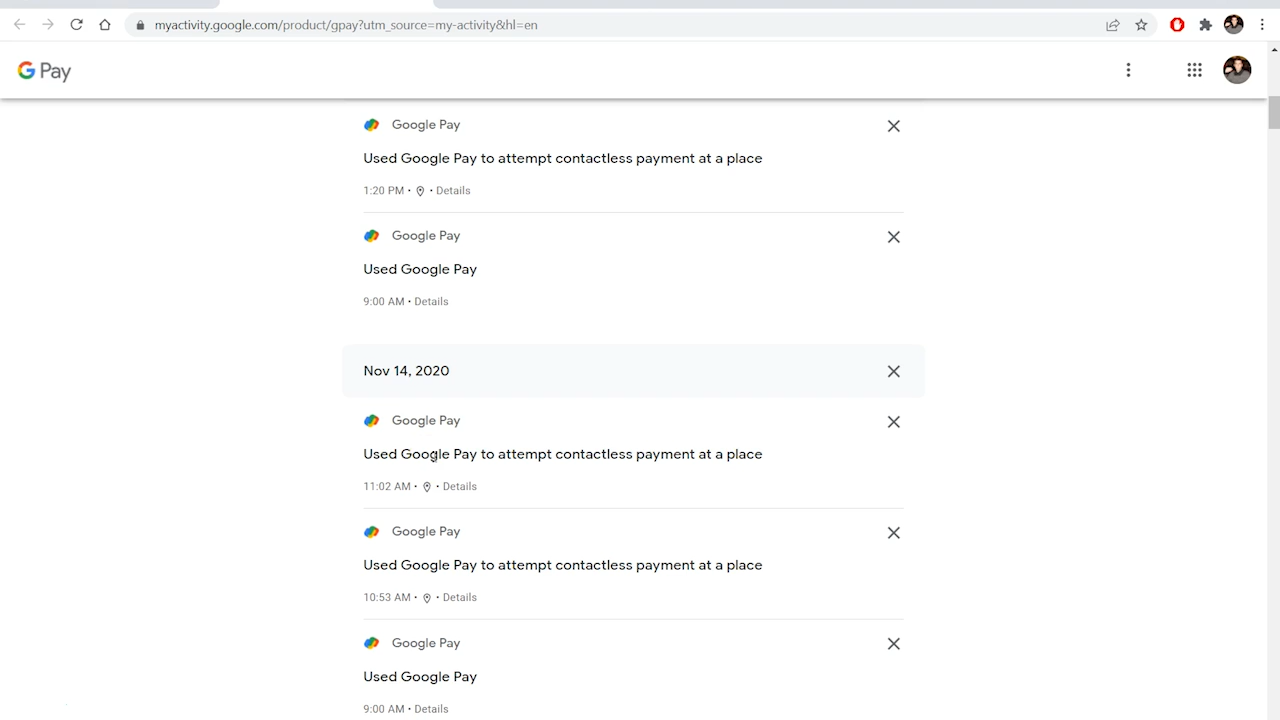 myactivity.google.com/product/gpay?utm_source=my-activity&hl=en
G Pay
Google Pay
Used Google Pay to attempt contactless payment at a place
1:20 PM • • Details
Google Pay
Used Google Pay
9:00 AM • Details
Nov 14, 2020
Google Pay
Used Google Pay to attempt contactless payment at a place
11:02 AM • • Details
Google Pay
Used Google Pay to attempt contactless payment at a place
10:53 AM • • Details
Google Pay
Used Google Pay
9:00 AM • Details